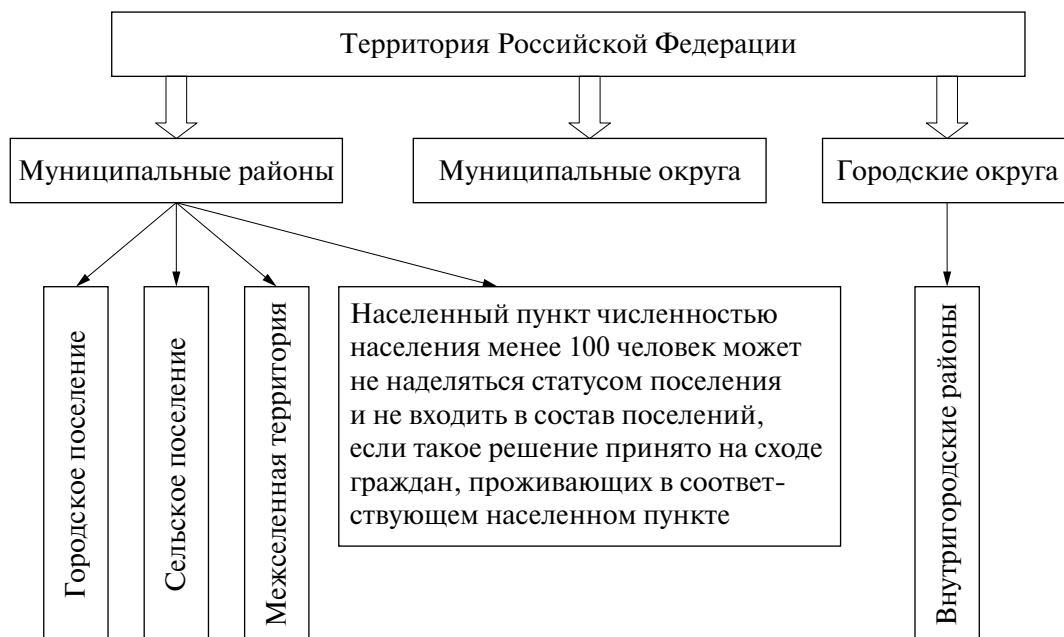 Территория Российской Федерации
Муниципальные районы
Муниципальные округа
Городские округа
Городское поселение
Сельское поселение
Межселенная территория
Населенный пункт численностью
населения менее 100 человек может
не наделяться статусом поселения
и не входить в состав поселений,
если такое решение принято на сходе
граждан, проживающих в соответ-
ствующем населенном пункте
Внутригородские районы